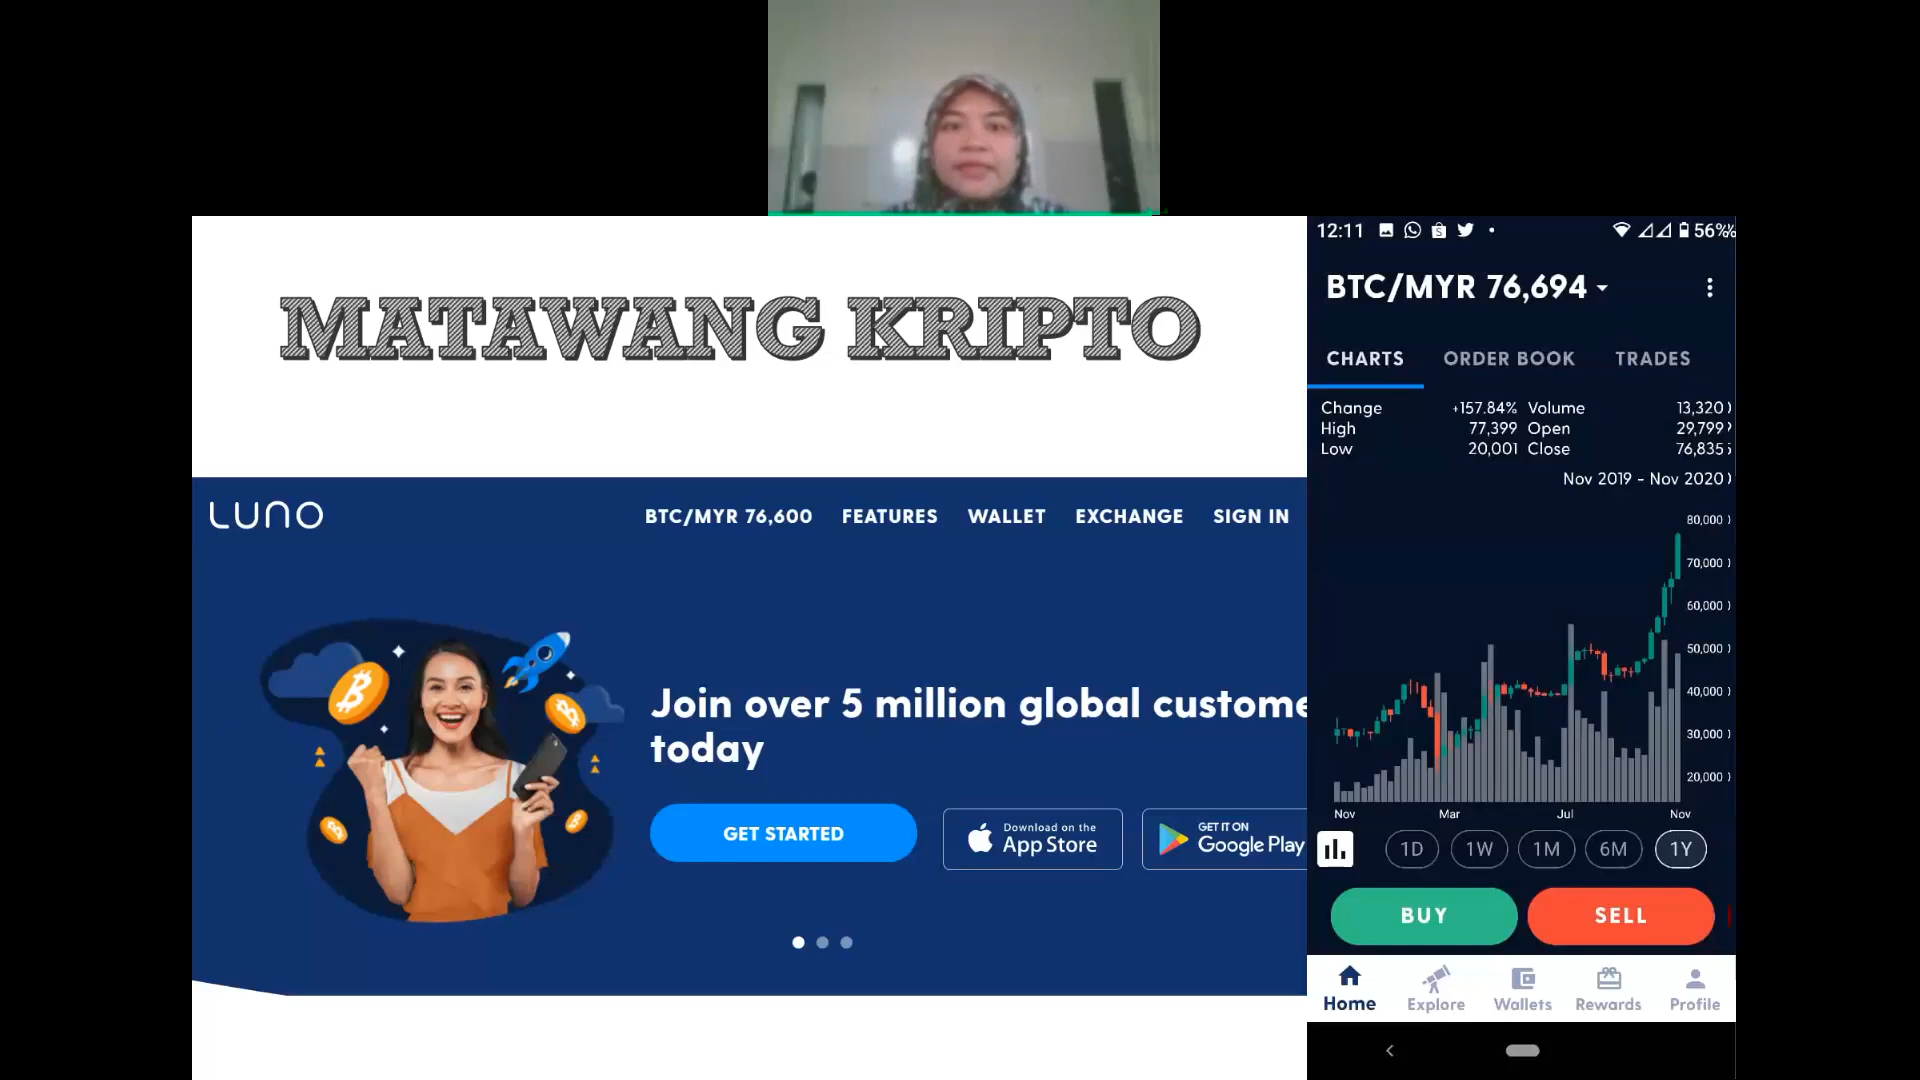 MATAWANG KRIPTO
LUNO
BTC/MYR 76,600 FEATURES WALLET EXCHANGE SIGN IN
Join over 5 million global custome
today
GET STARTED
Download on the
App Store
GET IT ON
Google Play
12:11 56%
BTC/MYR 76,694
CHARTS ORDER BOOK TRADES
Change +157.84% Volume 13,320
High 77,399 Open 29,799
Low 20,001 Close 76,835
Nov 2019 - Nov 2020
80,000
70,000
60,000
50,000
40,000
30,000
20,000
Nov Mar Jul Nov
1D 1W 1M 6M 1Y
BUY SELL
Home Explore Wallets Rewards Profile